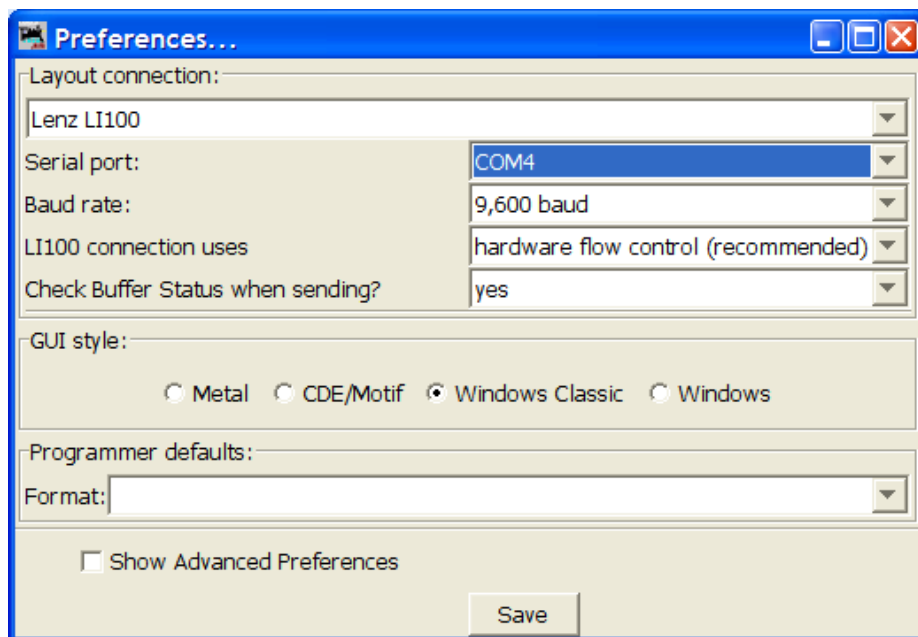 Preferences...
Layout connection:
Lenz LI100
Serial port: COM4
Baud rate: 9,600 baud
LI100 connection uses hardware flow control (recommended)
Check Buffer Status when sending? yes
GUI style:
Metal CDE/Motif Windows Classic Windows
Programmer defaults:
Format:
Show Advanced Preferences
Save